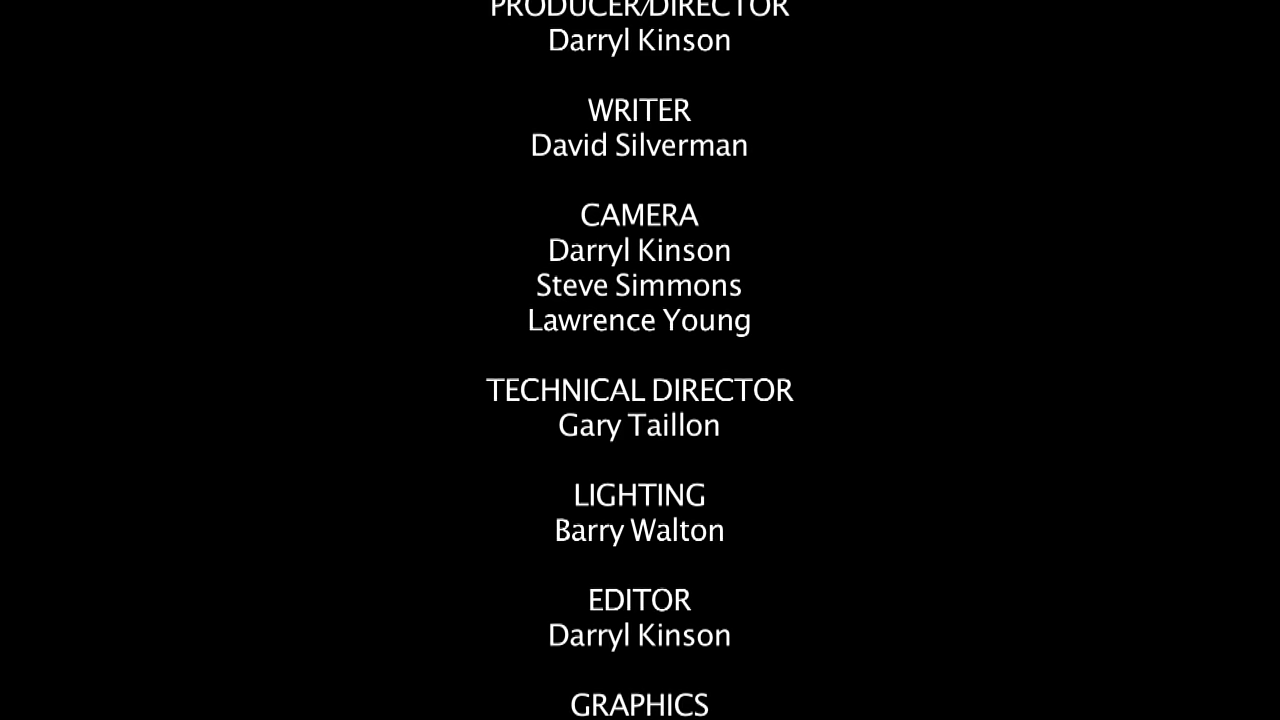 PRODUCER/DIRECTOR
Darryl Kinson
WRITER
David Silverman
CAMERA
Darryl Kinson
Steve Simmons
Lawrence Young
TECHNICAL DIRECTOR
Gary Taillon
LIGHTING
Barry Walton
EDITOR
Darryl Kinson
GRAPHICS